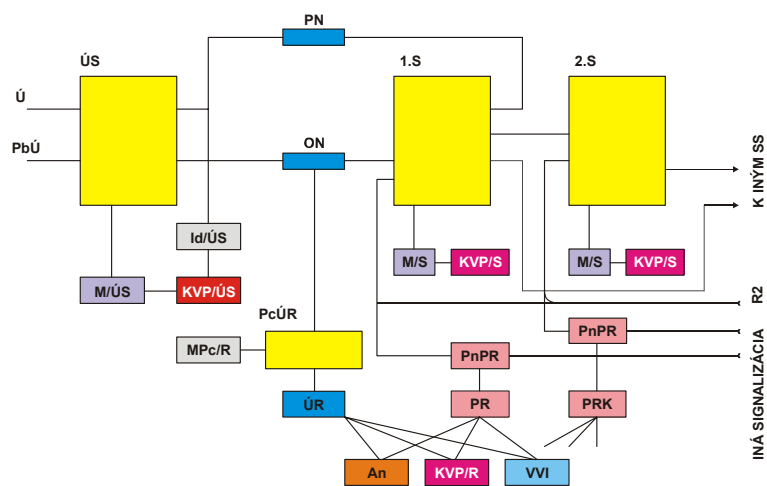 PN
ÚS
1.S
2.S
Ú
PbÚ
ON
K INÝM SS
Id/ÚS
M/S
KVP/S
M/S
KVP/S
M/ÚS
KVP/ÚS
R2
PcÚR
PnPR
MPc/R
PnPR
INÁ SIGNALIZÁCIA
ÚR
PR
PRK
An
KVP/R
VVI